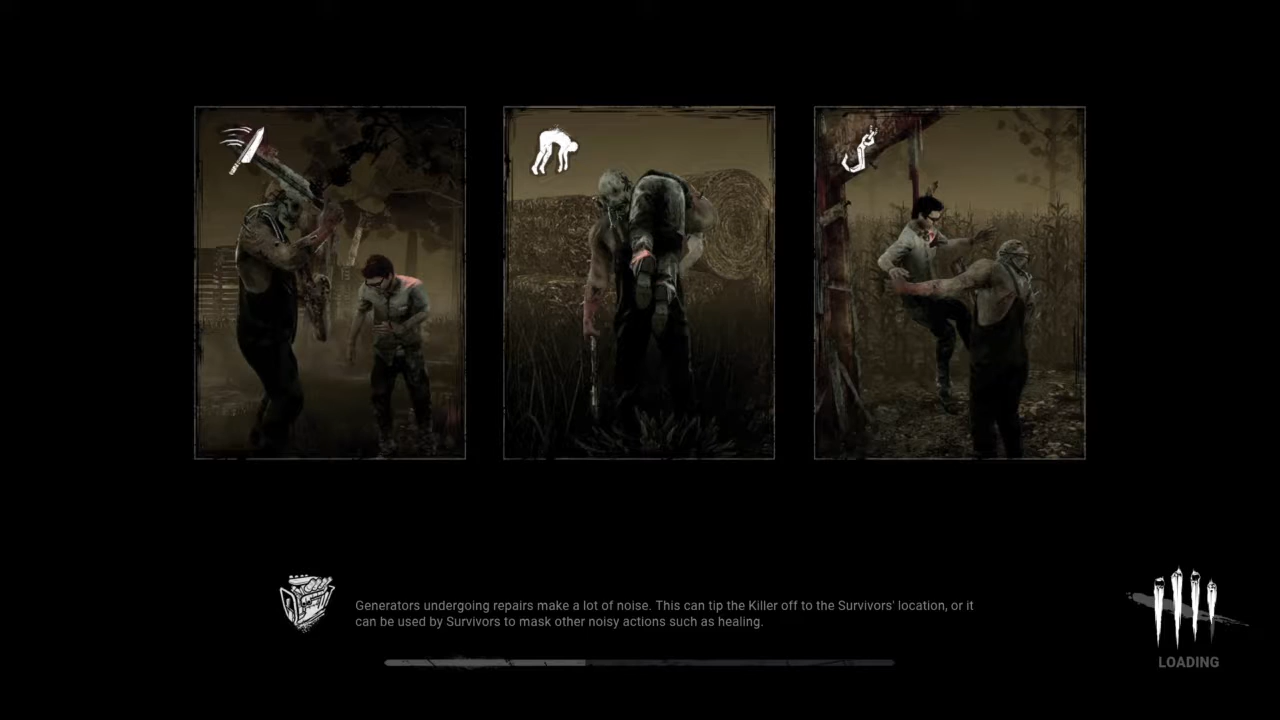 Generators undergoing repairs make a lot of noise. This can tip the Killer off to the Survivors' location, or it
can be used by Survivors to mask other noisy actions such as healing.
LOADING